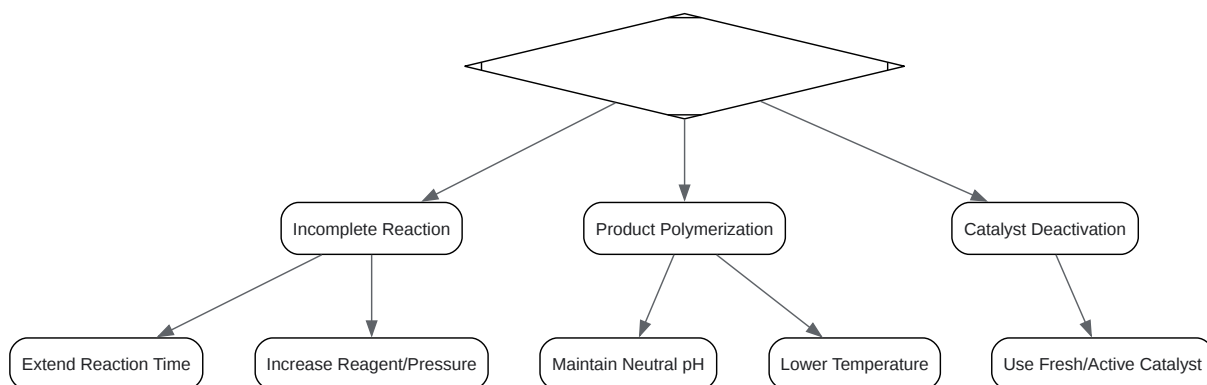 Incomplete Reaction
Product Polymerization
Catalyst Deactivation
Extend Reaction Time
Increase Reagent/Pressure
Maintain Neutral pH
Lower Temperature
Use Fresh/Active Catalyst